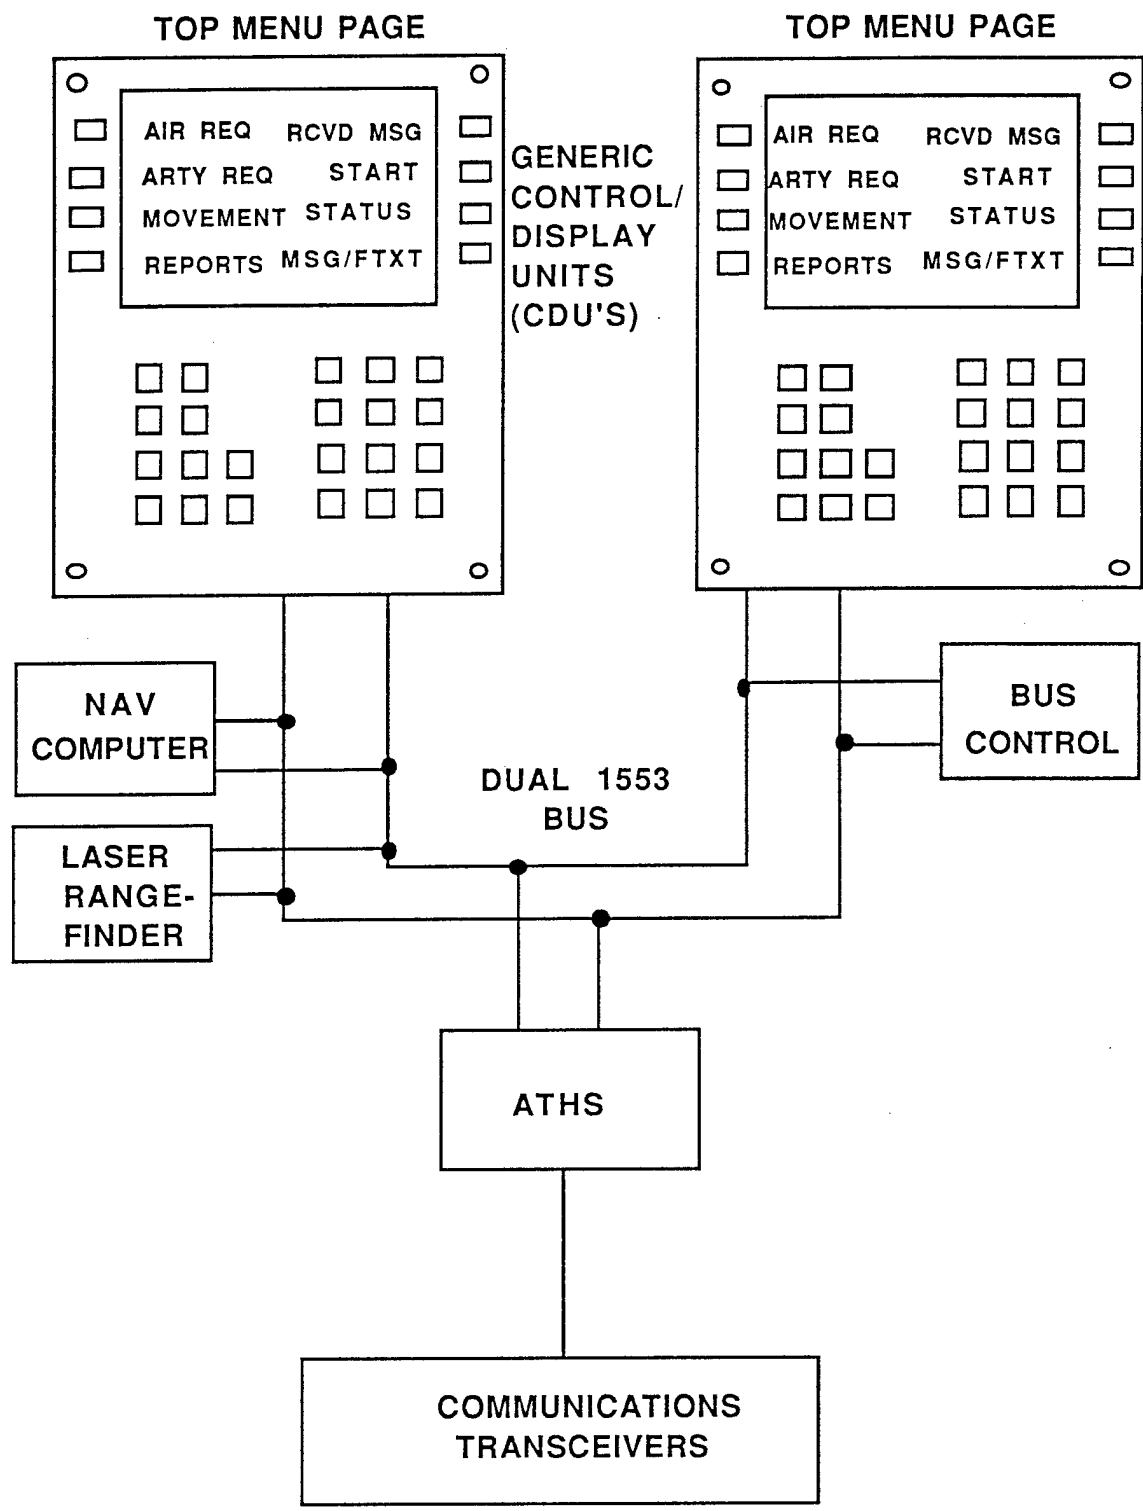 TOP MENU PAGE
TOP MENU PAGE
AIR REQ RCVD MSG
ARTY REQ START
MOVEMENT STATUS
REPORTS MSG/FTXT
GENERIC
CONTROL/
DISPLAY
UNITS
(CDU'S)
AIR REQ RCVD MSG
ARTY REQ START
MOVEMENT STATUS
REPORTS MSG/FTXT
NAV
COMPUTER
BUS
CONTROL
DUAL 1553
BUS
LASER
RANGE-
FINDER
ATHS
COMMUNICATIONS
TRANSCEIVERS